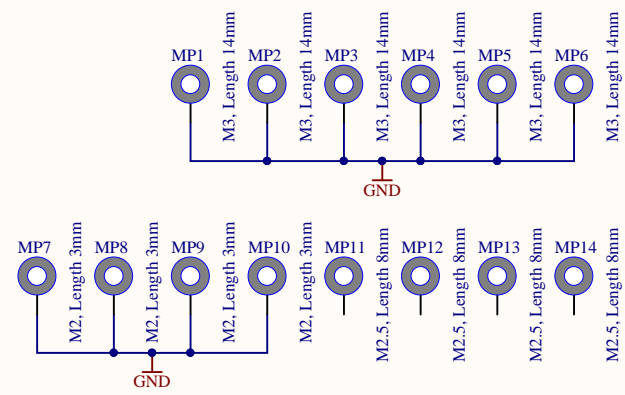 MP1 MP2 MP3 MP4 MP5 MP6
M3, Length 14mm
M3, Length 14mm
M3, Length 14mm
M3, Length 14mm
M3, Length 14mm
M3, Length 14mm
GND
MP7 MP8 MP9 MP10 MP11 MP12 MP13 MP14
M2, Length 3mm
M2, Length 3mm
M2, Length 3mm
M2, Length 3mm
M2.5, Length 8mm
M2.5, Length 8mm
M2.5, Length 8mm
M2.5, Length 8mm
GND